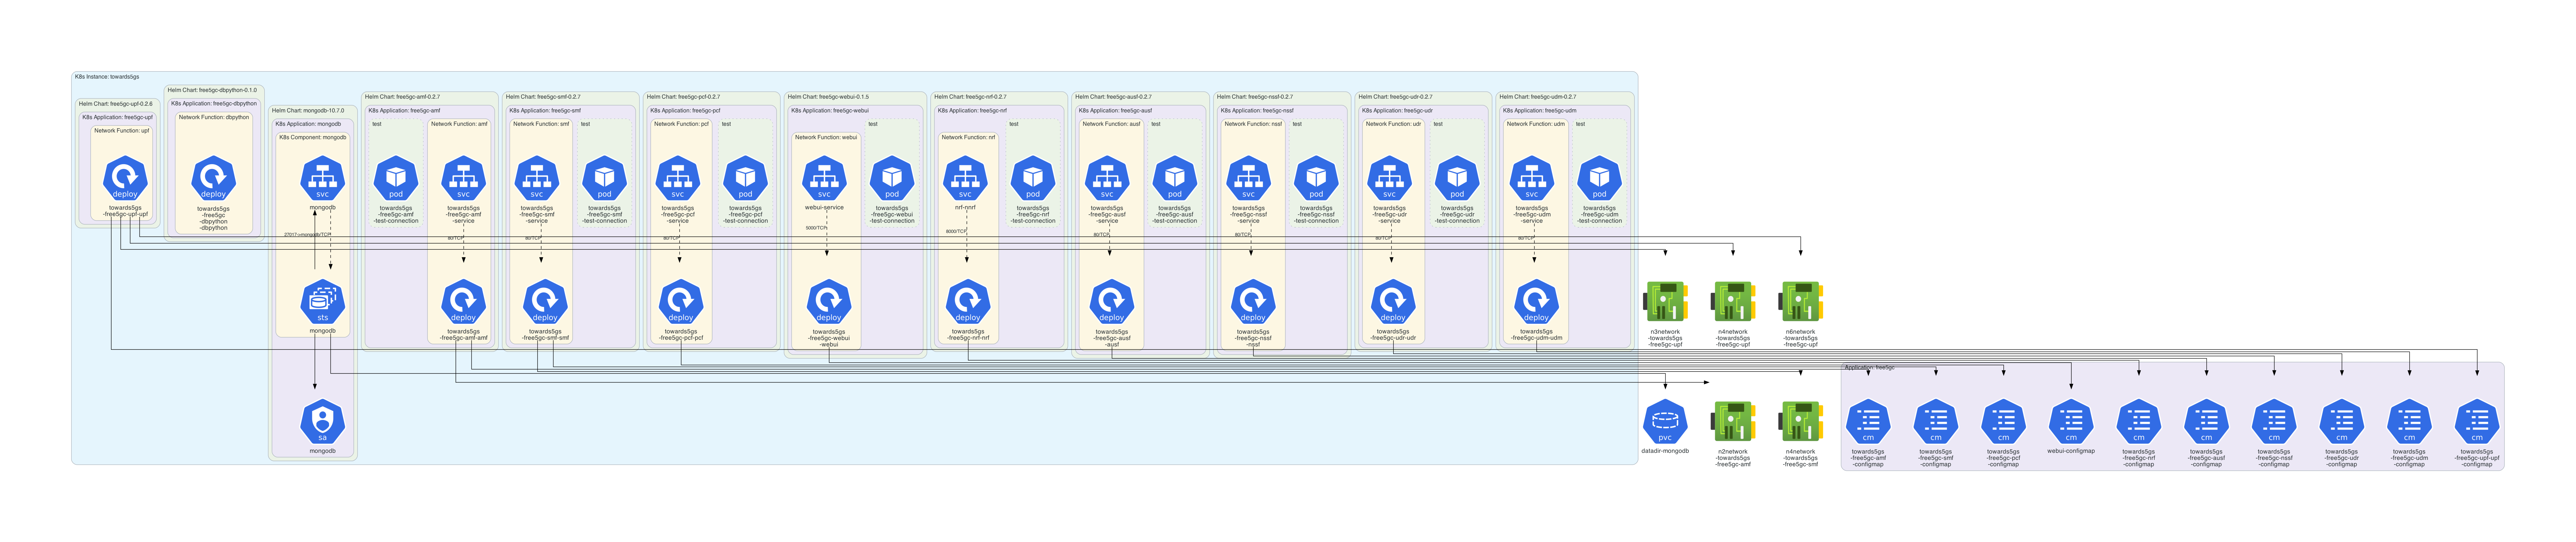 K8s Instance: towards5gs
Helm Chart: free5gc-upf-0.2.6
K8s Application: free5gc-upf
Network Function: upf
deploy
towards5gs
-free5gc-upf-upf
Helm Chart: free5gc-dbpython-0.1.0
K8s Application: free5gc-dbpython
Network Function: dbpython
deploy
towards5gs
-free5gc
-dbpython
-dbpython
Helm Chart: mongodb-10.7.0
K8s Application: mongodb
K8s Component: mongodb
svc
mongodb
27017->mongodb/TCP
sts
mongodb
sa
mongodb
Helm Chart: free5gc-amf-0.2.7
K8s Application: free5gc-amf
test
pod
towards5gs
-free5gc-amf
-test-connection
Network Function: amf
svc
towards5gs
-free5gc-amf
-service
80/TCP
deploy
towards5gs
-free5gc-amf-amf
Helm Chart: free5gc-smf-0.2.7
K8s Application: free5gc-smf
Network Function: smf
svc
towards5gs
-free5gc-smf
-service
80/TCP
deploy
towards5gs
-free5gc-smf-smf
test
pod
towards5gs
-free5gc-smf
-test-connection
Helm Chart: free5gc-pcf-0.2.7
K8s Application: free5gc-pcf
Network Function: pcf
svc
towards5gs
-free5gc-pcf
-service
80/TCP
deploy
towards5gs
-free5gc-pcf-pcf
test
pod
towards5gs
-free5gc-pcf
-test-connection
Helm Chart: free5gc-webui-0.1.5
K8s Application: free5gc-webui
Network Function: webui
svc
webui-service
5000/TCP
deploy
towards5gs
-free5gc-webui
-webui
test
pod
towards5gs
-free5gc-webui
-test-connection
Helm Chart: free5gc-nrf-0.2.7
K8s Application: free5gc-nrf
Network Function: nrf
svc
nrf-nnrf
8000/TCP
deploy
towards5gs
-free5gc-nrf-nrf
test
pod
towards5gs
-free5gc-nrf
-test-connection
Helm Chart: free5gc-ausf-0.2.7
K8s Application: free5gc-ausf
Network Function: ausf
svc
towards5gs
-free5gc-ausf
-service
80/TCP
deploy
towards5gs
-free5gc-ausf
-ausf
test
pod
towards5gs
-free5gc-ausf
-test-connection
Helm Chart: free5gc-nssf-0.2.7
K8s Application: free5gc-nssf
Network Function: nssf
svc
towards5gs
-free5gc-nssf
-service
80/TCP
deploy
towards5gs
-free5gc-nssf
-nssf
test
pod
towards5gs
-free5gc-nssf
-test-connection
Helm Chart: free5gc-udr-0.2.7
K8s Application: free5gc-udr
Network Function: udr
svc
towards5gs
-free5gc-udr
-service
80/TCP
deploy
towards5gs
-free5gc-udr-udr
test
pod
towards5gs
-free5gc-udr
-test-connection
Helm Chart: free5gc-udm-0.2.7
K8s Application: free5gc-udm
Network Function: udm
svc
towards5gs
-free5gc-udm
-service
80/TCP
deploy
towards5gs
-free5gc-udm-udm
test
pod
towards5gs
-free5gc-udm
-test-connection
n3network
-towards5gs
-free5gc-upf
n4network
-towards5gs
-free5gc-upf
n6network
-towards5gs
-free5gc-upf
pvc
datadir-mongodb
n2network
-towards5gs
-free5gc-amf
n4network
-towards5gs
-free5gc-smf
Application: free5gc
cm
towards5gs
-free5gc-amf
-configmap
cm
towards5gs
-free5gc-smf
-configmap
cm
towards5gs
-free5gc-pcf
-configmap
cm
webui-configmap
cm
towards5gs
-free5gc-nrf
-configmap
cm
towards5gs
-free5gc-ausf
-configmap
cm
towards5gs
-free5gc-nssf
-configmap
cm
towards5gs
-free5gc-udr
-configmap
cm
towards5gs
-free5gc-udm
-configmap
cm
towards5gs
-free5gc-upf-upf
-configmap